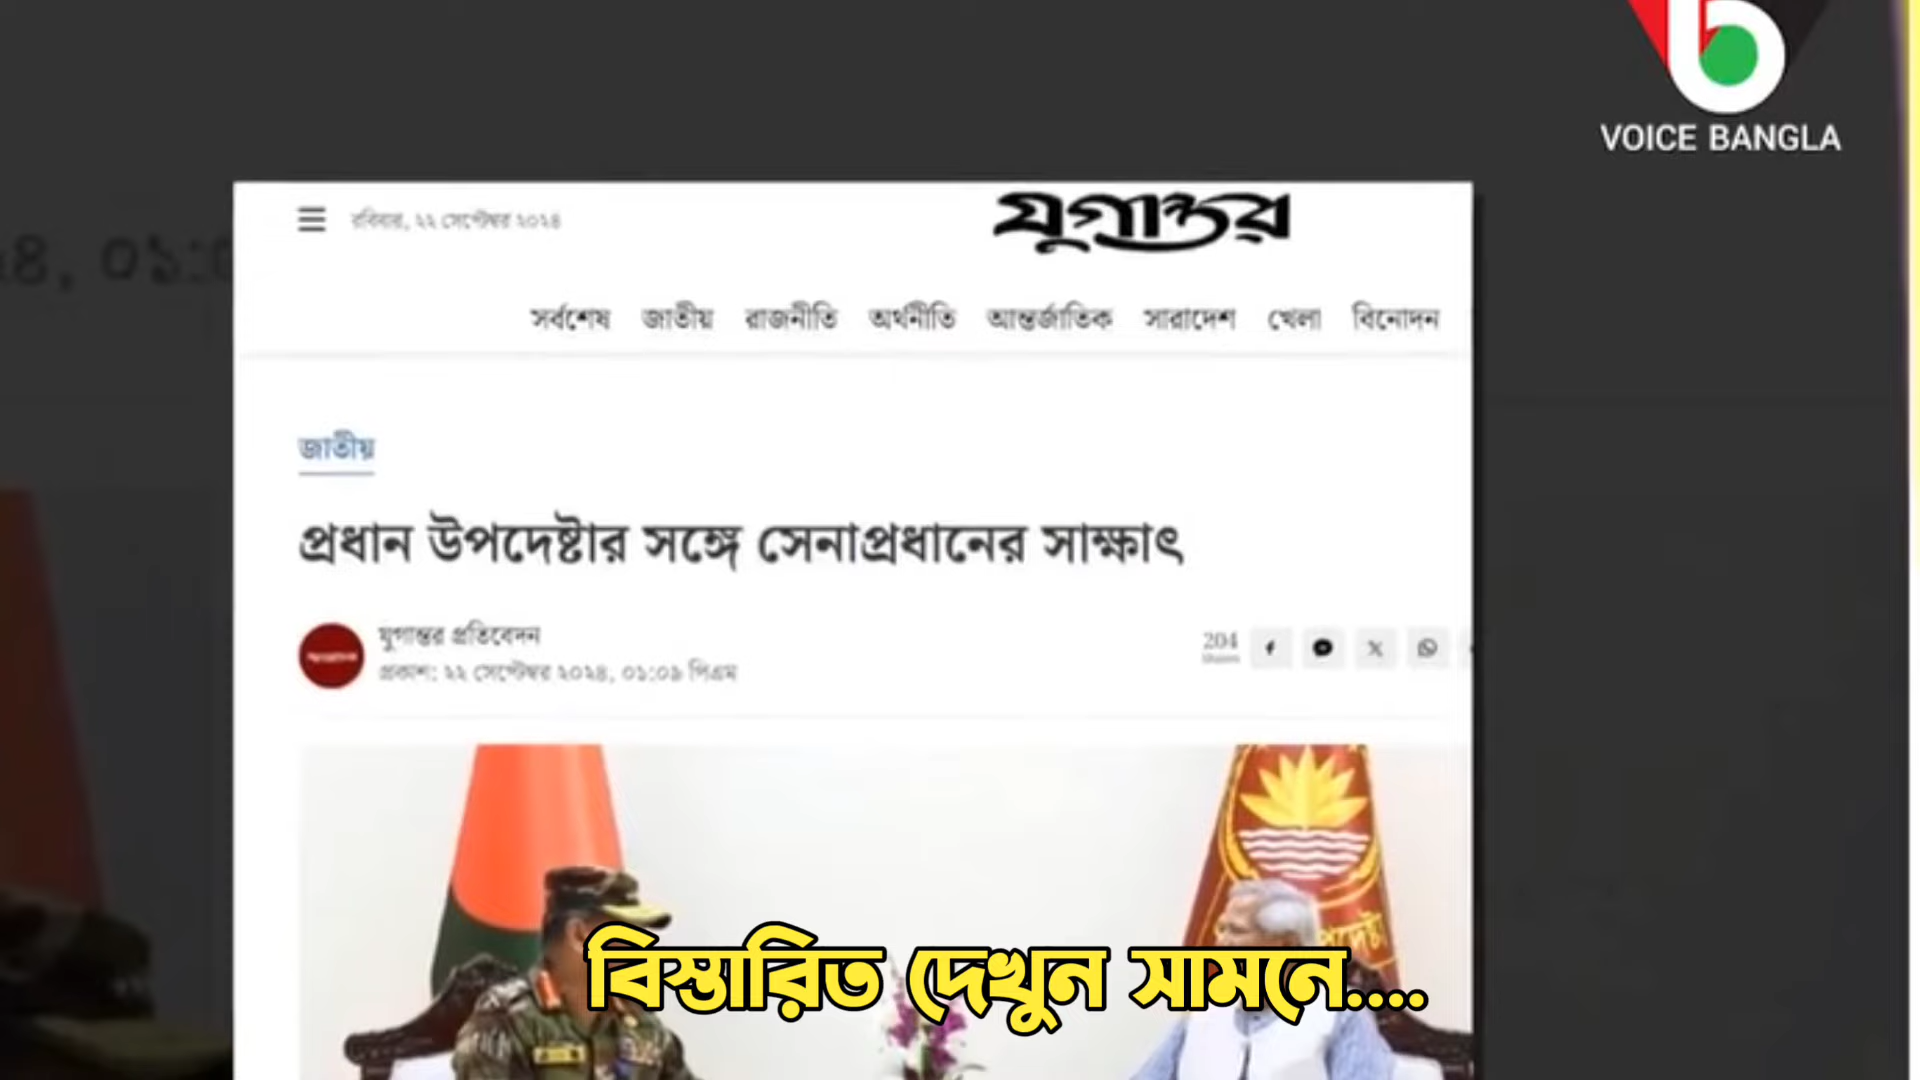 VOICE BANGLA
রবিবার, ২২ সেপ্টেম্বর ২০২৪
যুগান্তর
সর্বশেষ জাতীয় রাজনীতি অর্থনীতি আন্তর্জাতিক সারাদেশ খেলা বিনোদন
জাতীয়
প্রধান উপদেষ্টার সঙ্গে সেনাপ্রধানের সাক্ষাৎ
যুগান্তর প্রতিবেদন
204
প্রকাশ: ২২ সেপ্টেম্বর ২০২৪, ০১:০৯ পিএম
বিস্তারিত দেখুন সামনে....